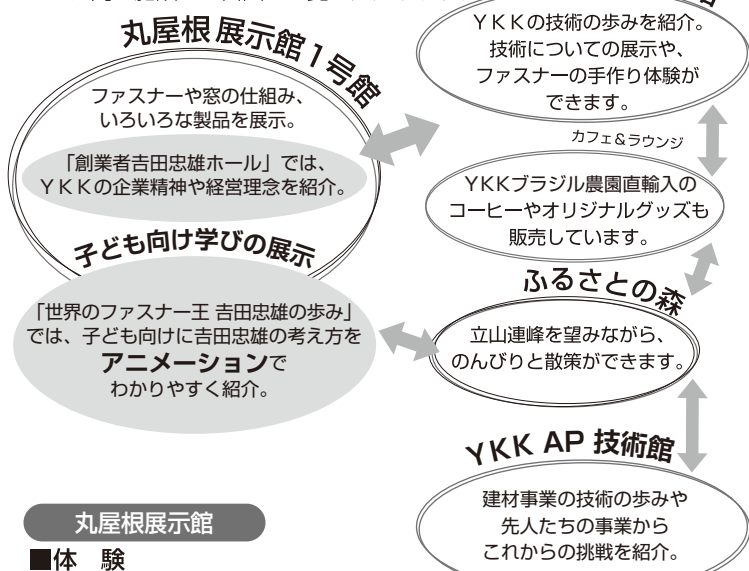 丸屋根 展示館1号館
ファスナーや窓の仕組み、
いろいろな製品を展示。
「創業者吉田忠雄ホール」では、
YKKの企業精神や経営理念を紹介。
子ども向け学びの展示
「世界のファスナー王 吉田忠雄の歩み」
では、子ども向けに吉田忠雄の考え方を
アニメーションで
わかりやすく紹介。
YKKの技術の歩みを紹介。
技術についての展示や、
ファスナーの手作り体験が
できます。
カフェ&ラウンジ
YKKブラジル農園直輸入の
コーヒーやオリジナルグッズも
販売しています。
ふるさとの森
立山連峰を望みながら、
のんびりと散策ができます。
YKK AP 技術館
建材事業の技術の歩みや
先人たちの事業から
これからの挑戦を紹介。
丸屋根展示館
■体 験